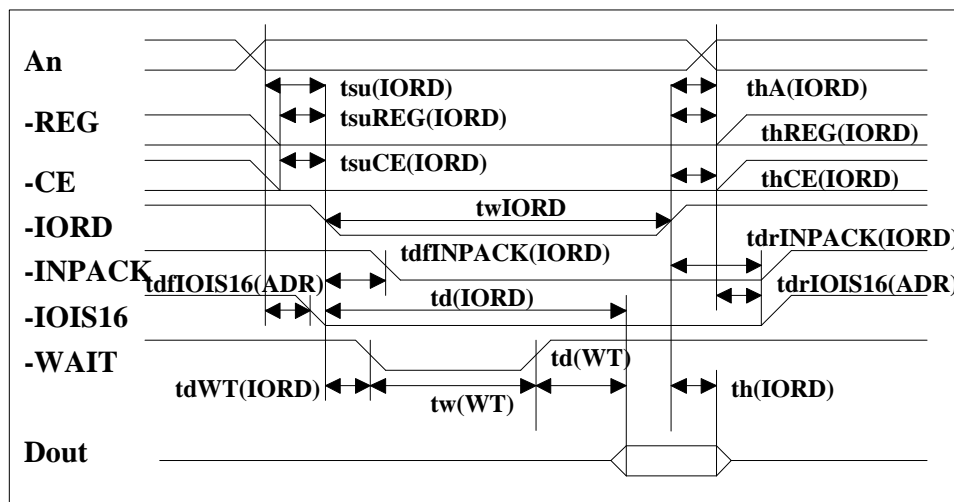 An
tsu(IORD)
thA(IORD)
-REG
tsuREG(IORD)
thREG(IORD)
-CE
tsuCE(IORD)
thCE(IORD)
-IORD
twIORD
-INPACK
tdfINPACK(IORD)
tdrINPACK(IORD)
tdfIOIS16(ADR)
td(IORD)
tdrIOIS16(ADR)
-IOIS16
-WAIT
td(WT)
tdWT(IORD)
tw(WT)
th(IORD)
Dout